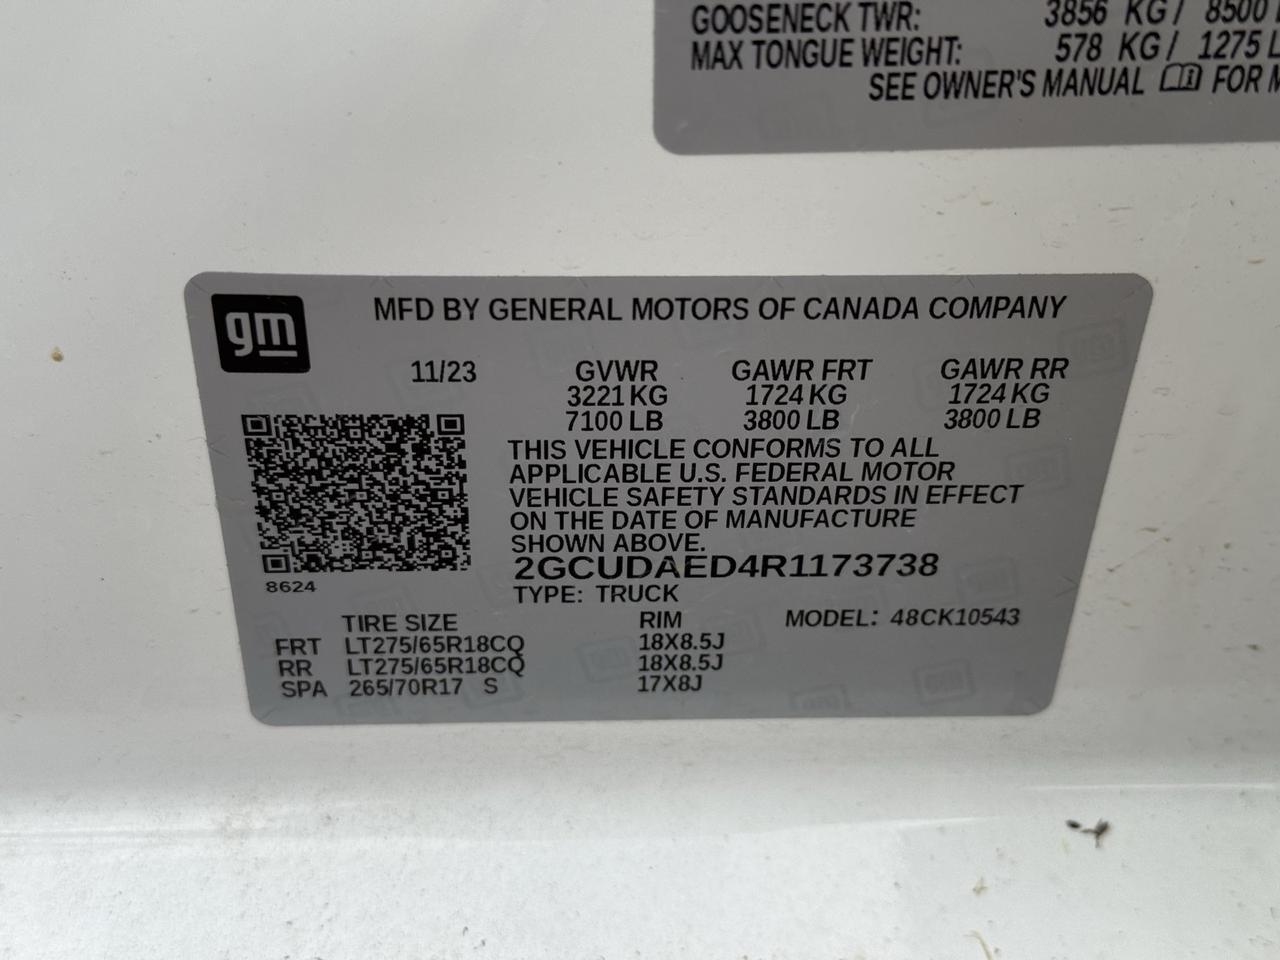 GOOSENECK TWR: 3856 KG / 8500
MAX TONGUE WEIGHT: 578 KG / 1275 L
SEE OWNER'S MANUAL FOR M
gm
MFD BY GENERAL MOTORS OF CANADA COMPANY
11/23 GVWR GAWR FRT GAWR RR
3221 KG 1724 KG 1724 KG
7100 LB 3800 LB 3800 LB
THIS VEHICLE CONFORMS TO ALL
APPLICABLE U.S. FEDERAL MOTOR
VEHICLE SAFETY STANDARDS IN EFFECT
ON THE DATE OF MANUFACTURE
SHOWN ABOVE.
2GCUDAED4R1173738
8624
TYPE: TRUCK
TIRE SIZE RIM MODEL: 48CK10543
FRT LT275/65R18CQ 18X8.5J
RR LT275/65R18CQ 18X8.5J
SPA 265/70R17 S 17X8J